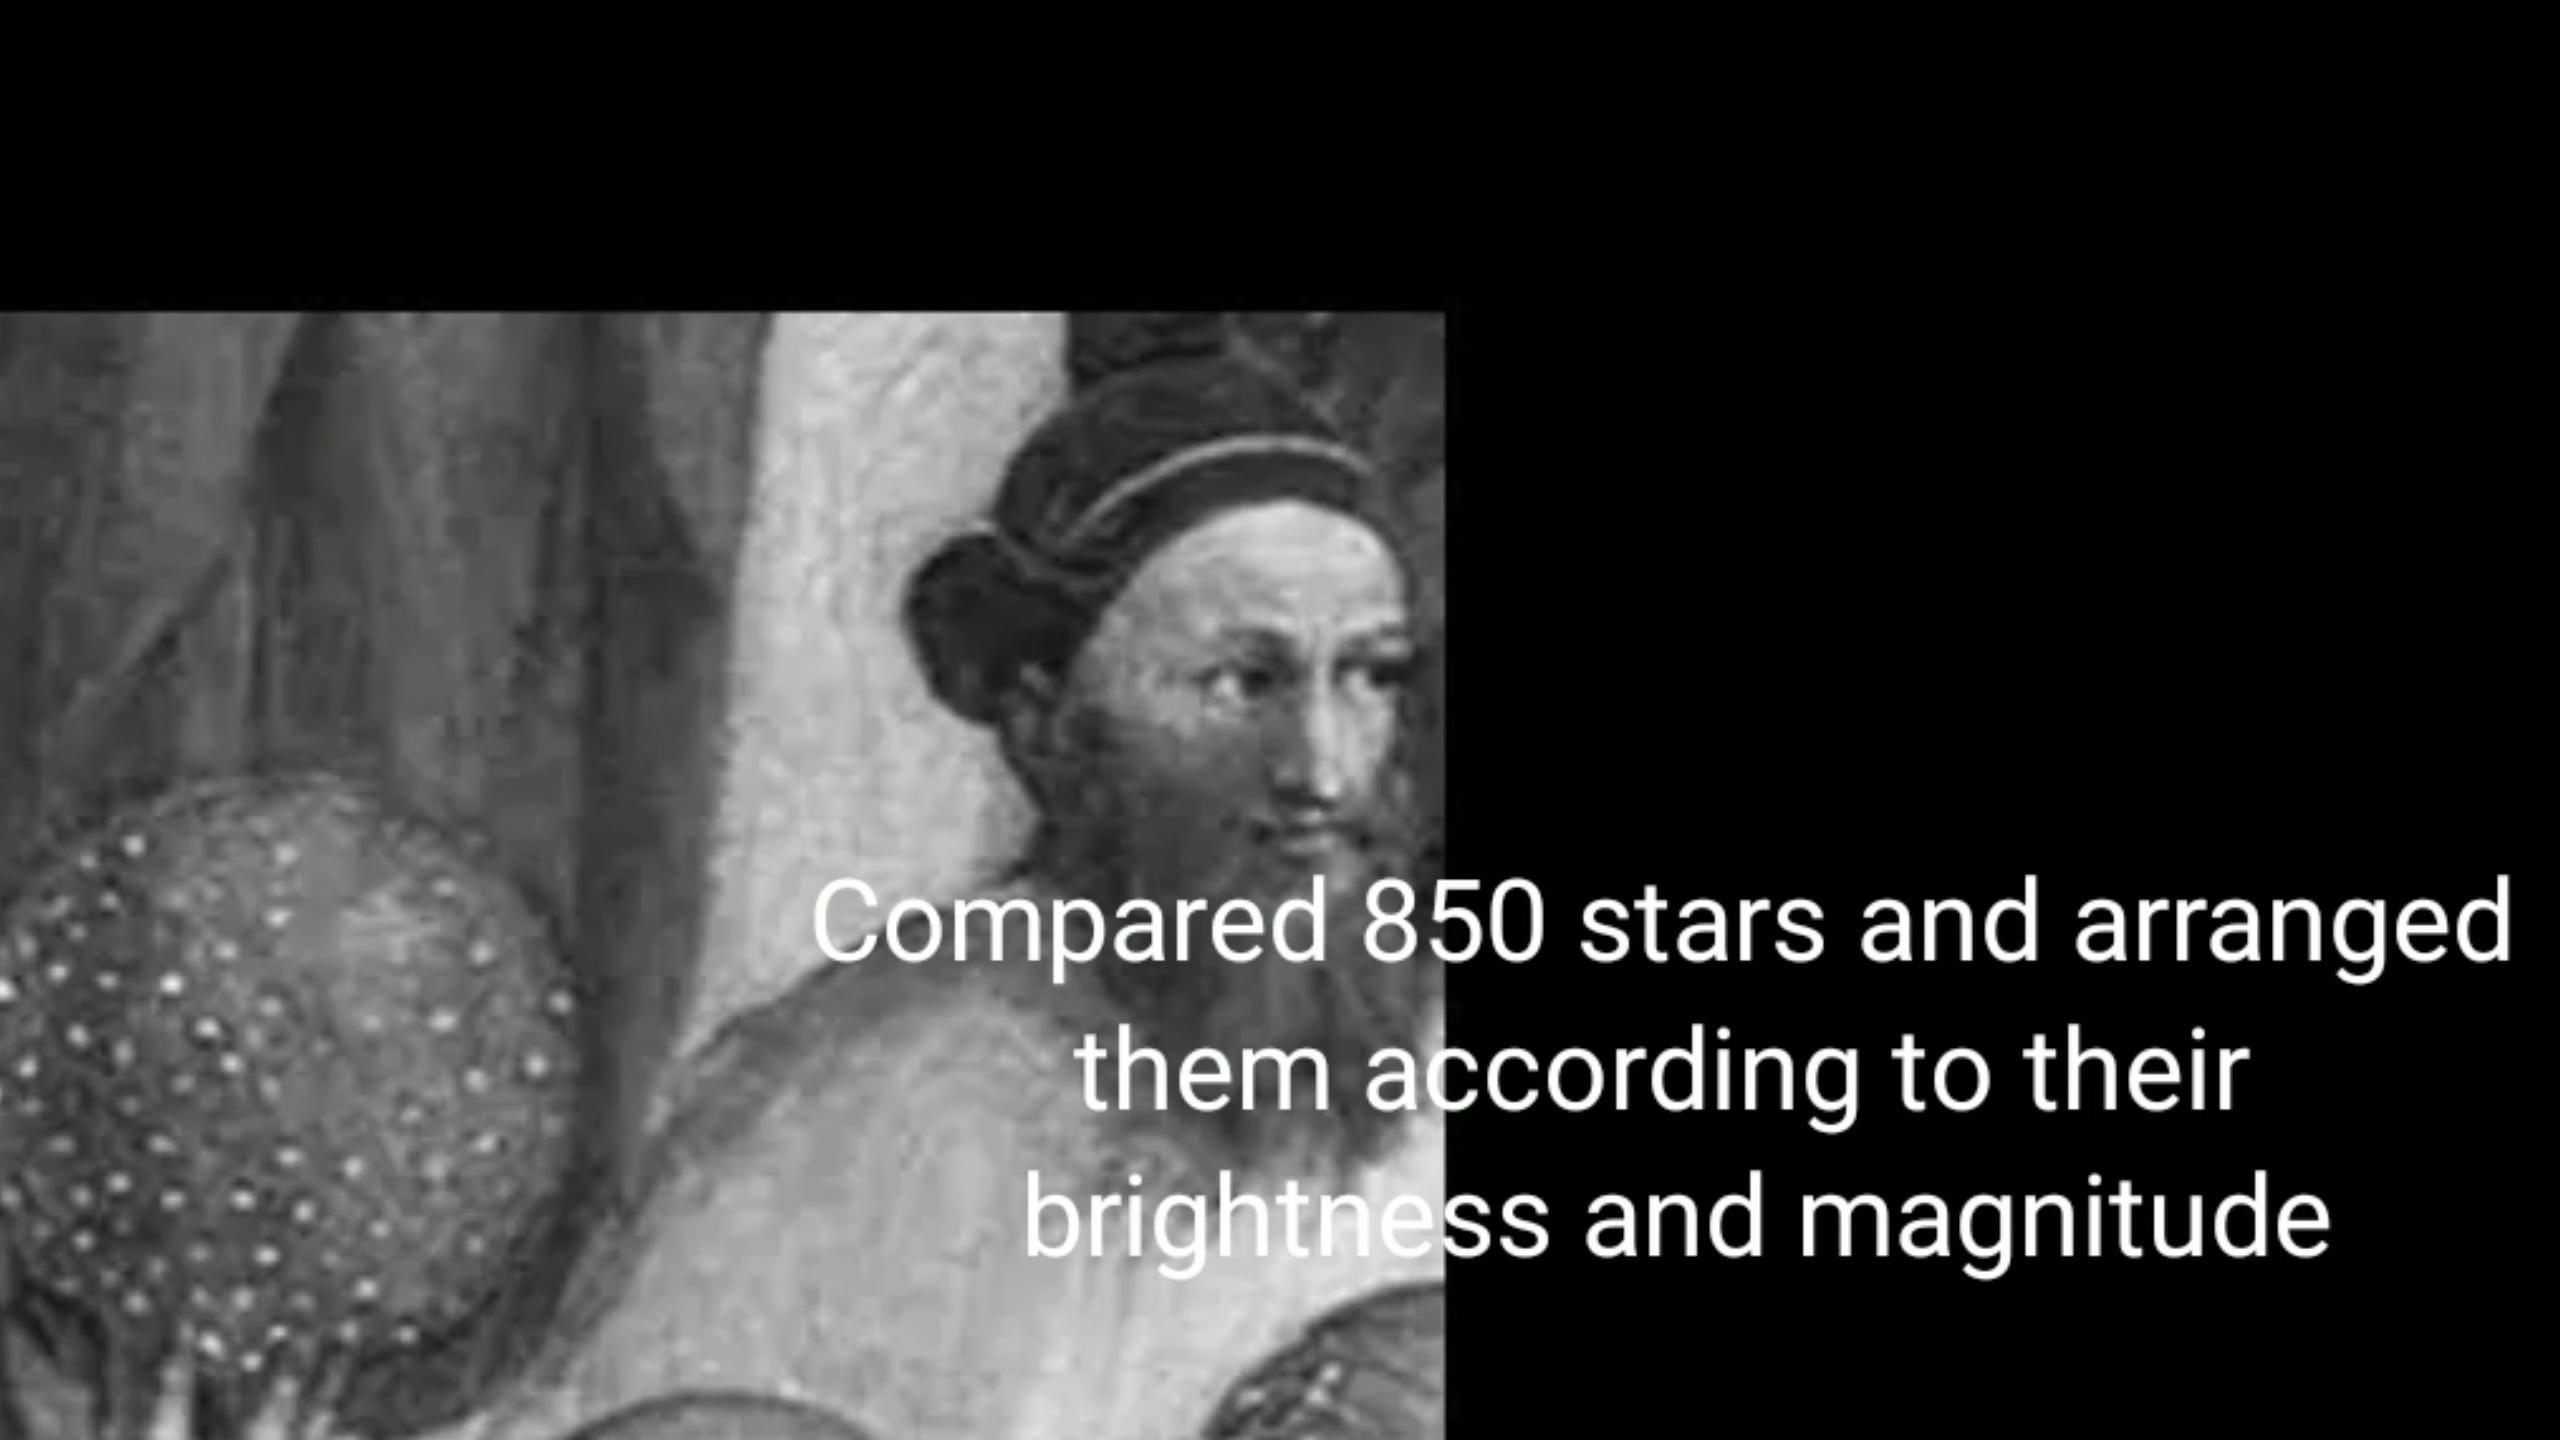 Compared 850 stars and arranged
them according to their
brightness and magnitude